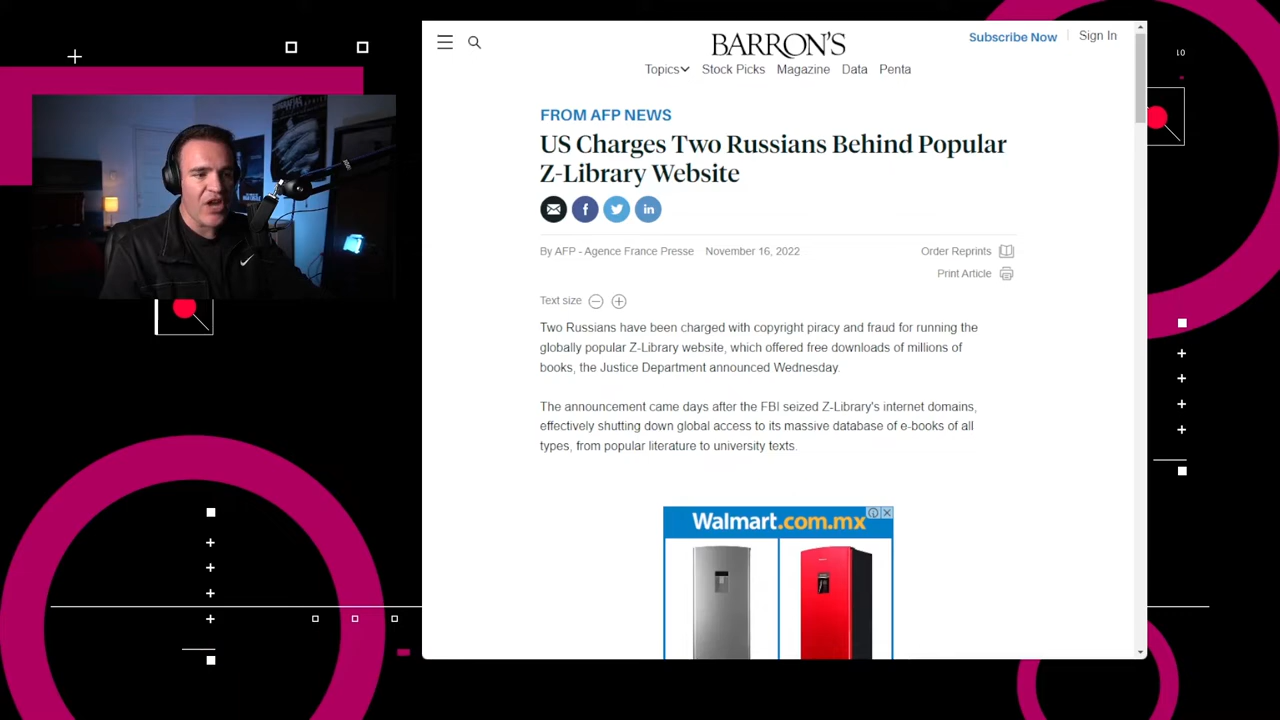 BARRON'S
Subscribe Now
Sign In
Topics
Stock Picks
Magazine
Data
Penta
FROM AFP NEWS
US Charges Two Russians Behind Popular
Z-Library Website
By AFP - Agence France Presse
November 16, 2022
Order Reprints
Print Article
Text size
Two Russians have been charged with copyright piracy and fraud for running the
globally popular Z-Library website, which offered free downloads of millions of
books, the Justice Department announced Wednesday.
The announcement came days after the FBI seized Z-Library's internet domains,
effectively shutting down global access to its massive database of e-books of all
types, from popular literature to university texts.
Walmart.com.mx